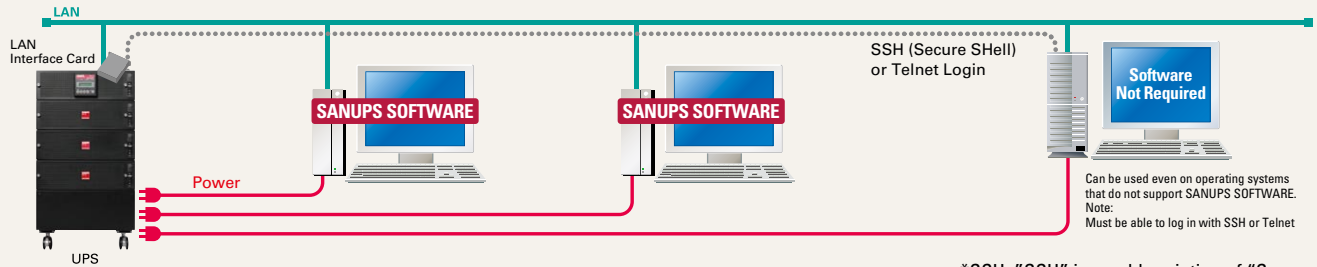 LAN
LAN
Interface Card
SSH (Secure SHell)
or Telnet Login
SANUPS SOFTWARE
SANUPS SOFTWARE
Software
Not Required
Power
Can be used even on operating systems
that do not support SANUPS SOFTWARE.
Note:
Must be able to log in with SSH or Telnet
UPS